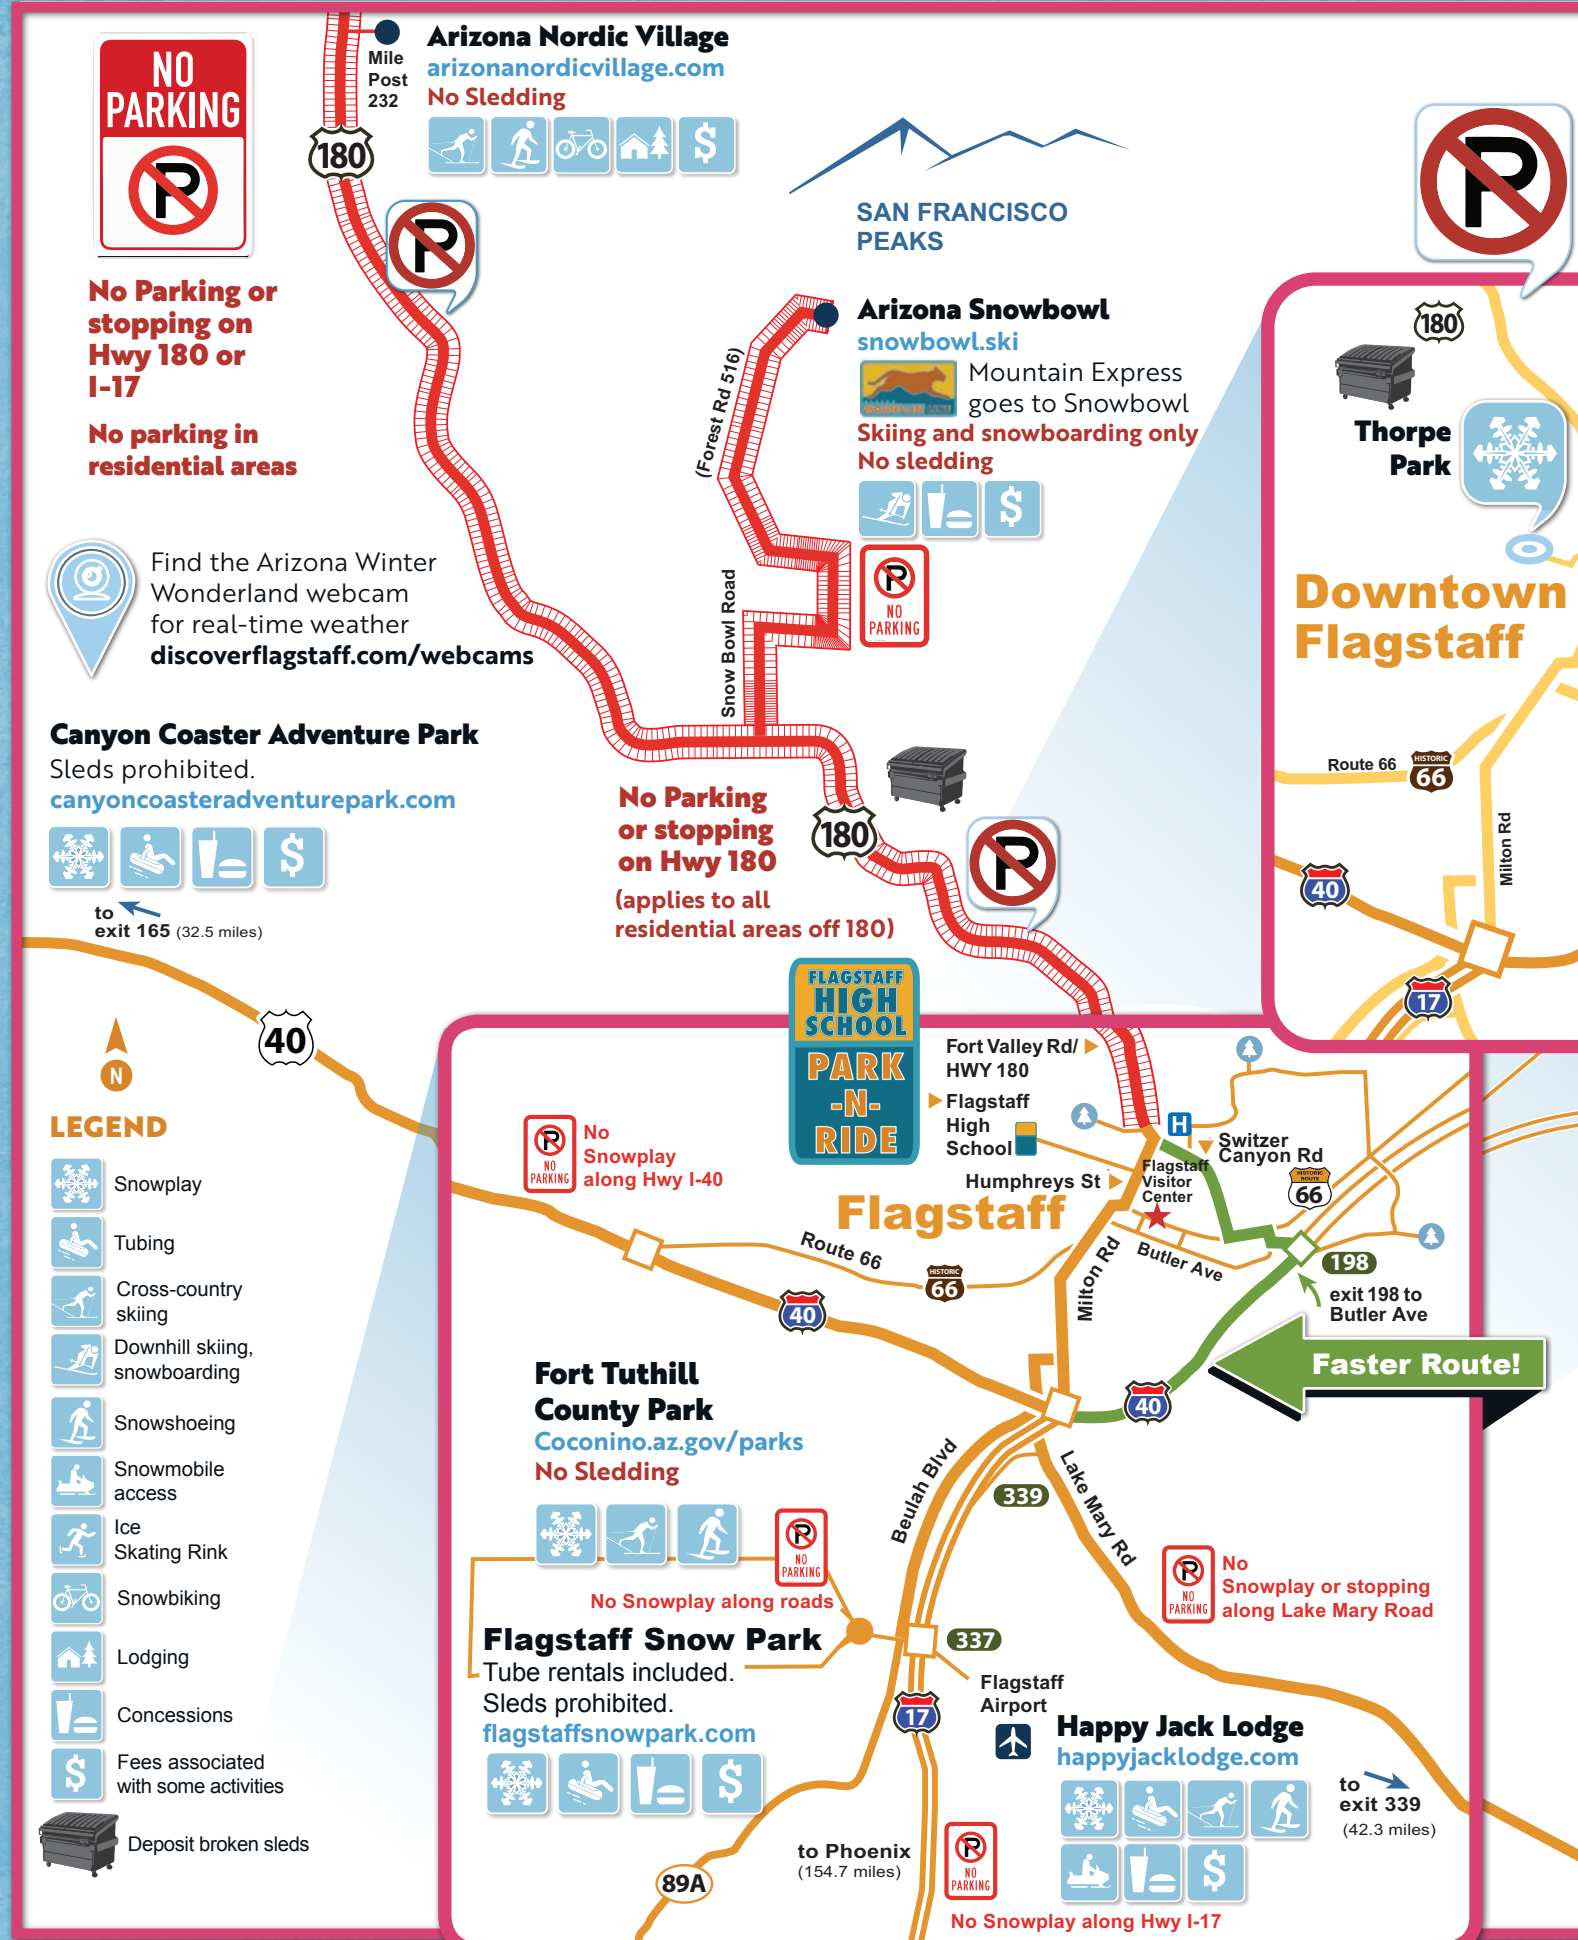 NO
PARKING
P
No Parking or
stopping on
Hwy 180 or
I-17
No parking in
residential areas
Mile
Post
232
180
P
Arizona Nordic Village
arizonanordicvillage.com
No Sledding
$
SAN FRANCISCO
PEAKS
Arizona Snowbowl
snowbowl.ski
Mountain Express
goes to Snowbowl
Skiing and snowboarding only
No sledding
$
P
NO
PARKING
(Forest Rd 516)
Snow Bowl Road
Find the Arizona Winter
Wonderland webcam
for real-time weather
discoverflagstaff.com/webcams
Canyon Coaster Adventure Park
Sleds prohibited.
canyoncoasteradventurepark.com
$
to
exit 165 (32.5 miles)
40
No Parking
or stopping
on Hwy 180
(applies to all
residential areas off 180)
180
P
P
180
Thorpe
Park
Downtown
Flagstaff
Route 66
HISTORIC
66
Milton Rd
40
17
N
LEGEND
Snowplay
Tubing
Cross-country
skiing
Downhill skiing,
snowboarding
Snowshoeing
Snowmobile
access
Ice
Skating Rink
Snowbiking
Lodging
Concessions
$
Fees associated
with some activities
Deposit broken sleds
FLAGSTAFF
HIGH
SCHOOL
PARK
-N-
RIDE
Fort Valley Rd/
HWY 180
Flagstaff
High
School
Humphreys St
H
Switzer
Canyon Rd
Flagstaff
Visitor
Center
HISTORIC
ROUTE
66
P
NO
PARKING
No
Snowplay
along Hwy I-40
Flagstaff
Route 66
HISTORIC
66
Milton Rd
Butler Ave
198
exit 198 to
Butler Ave
Faster Route!
40
40
Fort Tuthill
County Park
Coconino.az.gov/parks
No Sledding
P
NO
PARKING
No Snowplay along roads
Beulah Blvd
339
Lake Mary Rd
P
NO
PARKING
No
Snowplay or stopping
along Lake Mary Road
Flagstaff Snow Park
Tube rentals included.
Sleds prohibited.
flagstaffsnowpark.com
$
337
Flagstaff
Airport
17
Happy Jack Lodge
happyjacklodge.com
$
to
exit 339
(42.3 miles)
to Phoenix
(154.7 miles)
89A
P
NO
PARKING
No Snowplay along Hwy I-17